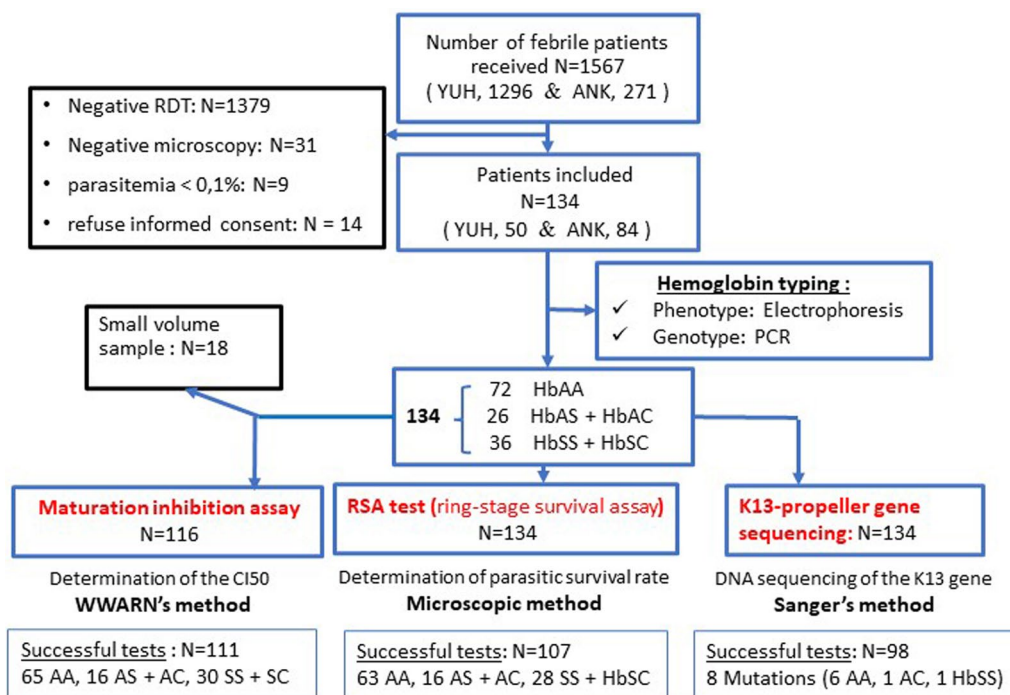 Number of febrile patients
received N=1567
( YUH, 1296 & ANK, 271 )
• Negative RDT: N=1379
• Negative microscopy: N=31
• parasitemia < 0,1%: N=9
• refuse informed consent: N = 14
Patients included
N=134
( YUH, 50 & ANK, 84 )
Hemoglobin typing :
✓ Phenotype: Electrophoresis
✓ Genotype: PCR
Small volume
sample : N=18
134
72 HbAA
26 HbAS + HbAC
36 HbSS + HbSC
Maturation inhibition assay
N=116
RSA test (ring-stage survival assay)
N=134
K13-propeller gene
sequencing: N=134
Determination of the CI50
WWARN's method
Determination of parasitic survival rate
Microscopic method
DNA sequencing of the K13 gene
Sanger's method
Successful tests : N=111
65 AA, 16 AS + AC, 30 SS + SC
Successful tests: N=107
63 AA, 16 AS + AC, 28 SS + HbSC
Successful tests: N=98
8 Mutations (6 AA, 1 AC, 1 HbSS)